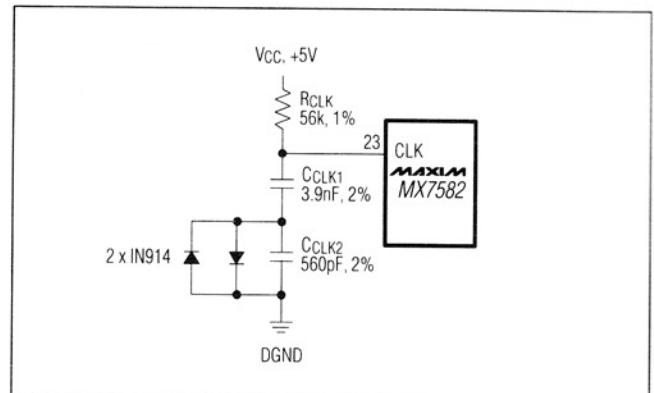 VCC, +5V
RCLK
56k, 1%
23
CLK
MAXIM
MX7582
CCLK1
3.9nF, 2%
2 x IN914
CCLK2
560pF, 2%
DGND